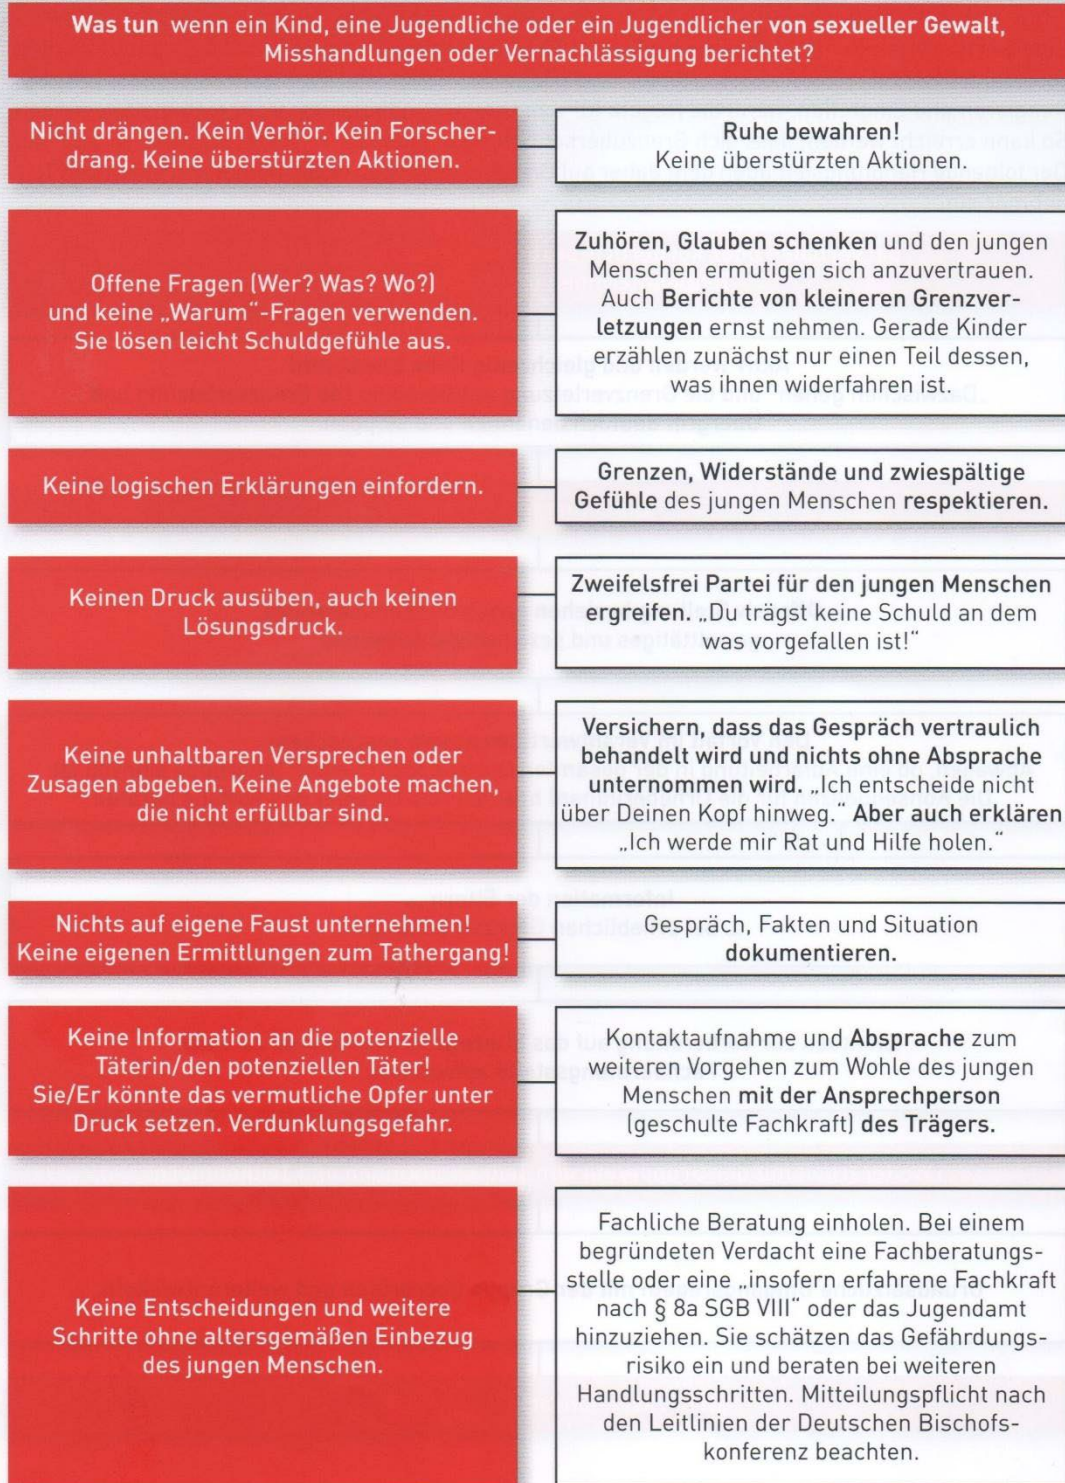 Was tun wenn ein Kind, eine Jugendliche oder ein Jugendlicher von sexueller Gewalt,
Misshandlungen oder Vernachlässigung berichtet?
Nicht drängen. Kein Verhör. Kein Forscher-
drang. Keine überstürzten Aktionen.
Ruhe bewahren!
Keine überstürzten Aktionen.
Offene Fragen (Wer? Was? Wo?)
und keine „Warum“-Fragen verwenden.
Sie lösen leicht Schuldgefühle aus.
Zuhören, Glauben schenken und den jungen
Menschen ermutigen sich anzuvertrauen.
Auch Berichte von kleineren Grenzver-
letzungen ernst nehmen. Gerade Kinder
erzählen zunächst nur einen Teil dessen,
was ihnen widerfahren ist.
Keine logischen Erklärungen einfordern.
Grenzen, Widerstände und zwiespältige
Gefühle des jungen Menschen respektieren.
Keinen Druck ausüben, auch keinen
Lösungsdruck.
Zweifelsfrei Partei für den jungen Menschen
ergreifen. „Du trägst keine Schuld an dem
was vorgefallen ist!“
Keine unhaltbaren Versprechen oder
Zusagen abgeben. Keine Angebote machen,
die nicht erfüllbar sind.
Versichern, dass das Gespräch vertraulich
behandelt wird und nichts ohne Absprache
unternommen wird. „Ich entscheide nicht
über Deinen Kopf hinweg.“ Aber auch erklären
„Ich werde mir Rat und Hilfe holen.“
Nichts auf eigene Faust unternehmen!
Keine eigenen Ermittlungen zum Tathergang!
Gespräch, Fakten und Situation
dokumentieren.
Keine Information an die potenzielle
Täterin/den potenziellen Täter!
Sie/Er könnte das vermutliche Opfer unter
Druck setzen. Verdunklungsgefahr.
Kontaktaufnahme und Absprache zum
weiteren Vorgehen zum Wohle des jungen
Menschen mit der Ansprechperson
(geschulte Fachkraft) des Trägers.
Keine Entscheidungen und weitere
Schritte ohne altersgemäßen Einbezug
des jungen Menschen.
Fachliche Beratung einholen. Bei einem
begründeten Verdacht eine Fachberatungs-
stelle oder eine „insofern erfahrene Fachkraft
nach § 8a SGB VIII“ oder das Jugendamt
hinzuziehen. Sie schätzen das Gefährdungs-
risiko ein und beraten bei weiteren
Handlungsschritten. Mitteilungspflicht nach
den Leitlinien der Deutschen Bischofs-
konferenz beachten.